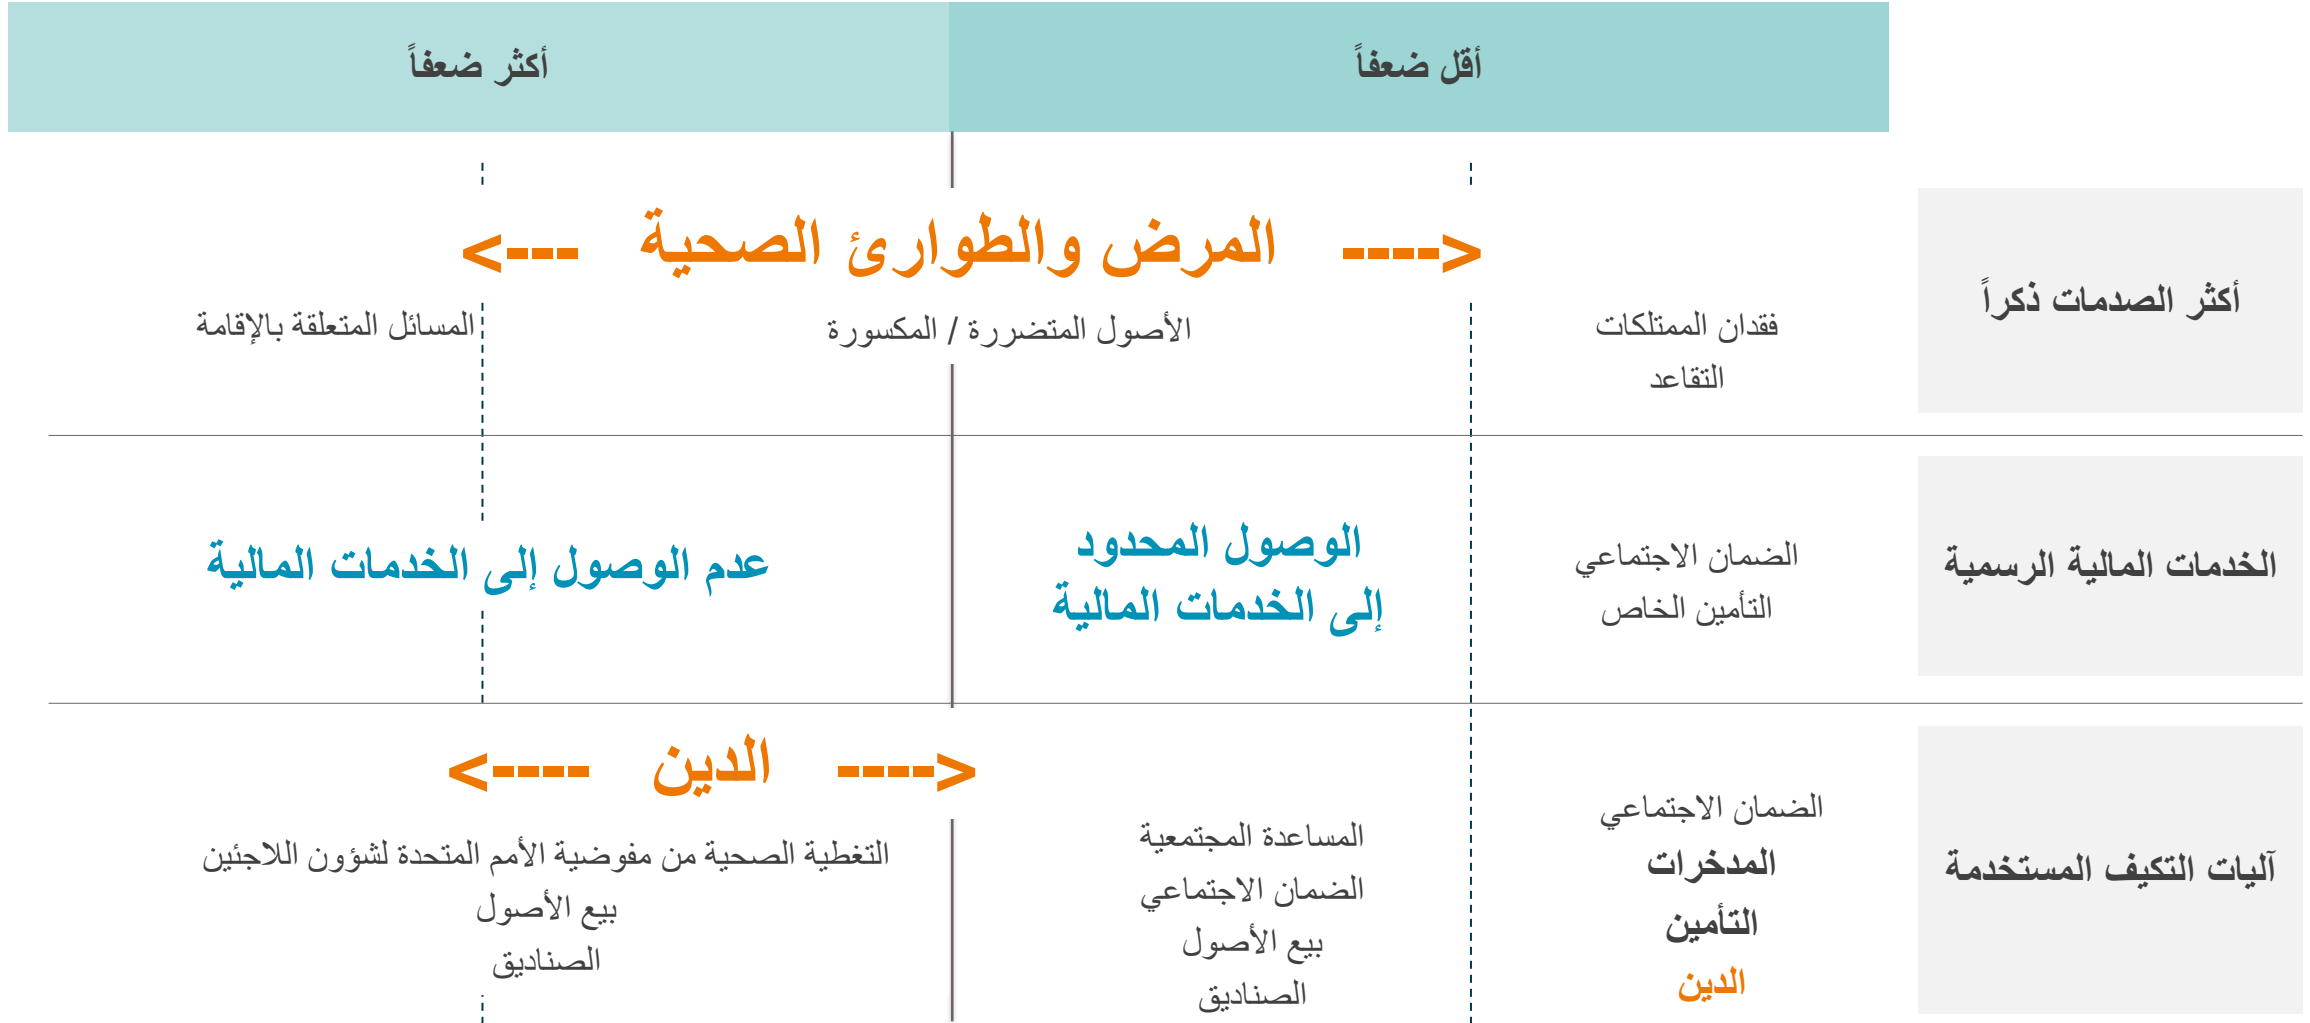 أقل ضعفاً
أكثر ضعفاً
أكثر الصدمات ذكراً
<---- المرض والطوارئ الصحية --->
فقدان الممتلكات
التقاعد
الأصول المتضررة / المكسورة
المسائل المتعلقة بالإقامة
الخدمات المالية الرسمية
الضمان الاجتماعي
التأمين الخاص
الوصول المحدود
إلى الخدمات المالية
عدم الوصول إلى الخدمات المالية
آليات التكيف المستخدمة
الضمان الاجتماعي
المدخرات
التأمين
الدين
المساعدة المجتمعية
الضمان الاجتماعي
بيع الأصول
الصناديق
<---- الدين ---->
التغطية الصحية من مفوضية الأمم المتحدة لشؤون اللاجئين
بيع الأصول
الصناديق